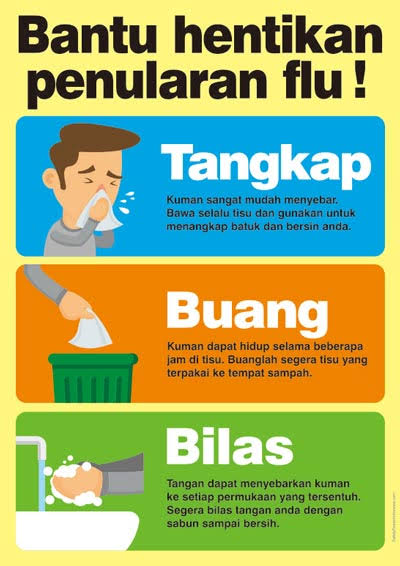 Bantu hentikan
penularan flu !
Tangkap
Kuman sangat mudah menyebar.
Bawa selalu tisu dan gunakan untuk
menangkap batuk dan bersin anda.
Buang
Kuman dapat hidup selama beberapa
jam di tisu. Buanglah segera tisu yang
terpakai ke tempat sampah.
Bilas
Tangan dapat menyebarkan kuman
ke setiap permukaan yang tersentuh.
Segera bilas tangan anda dengan
sabun sampai bersih.